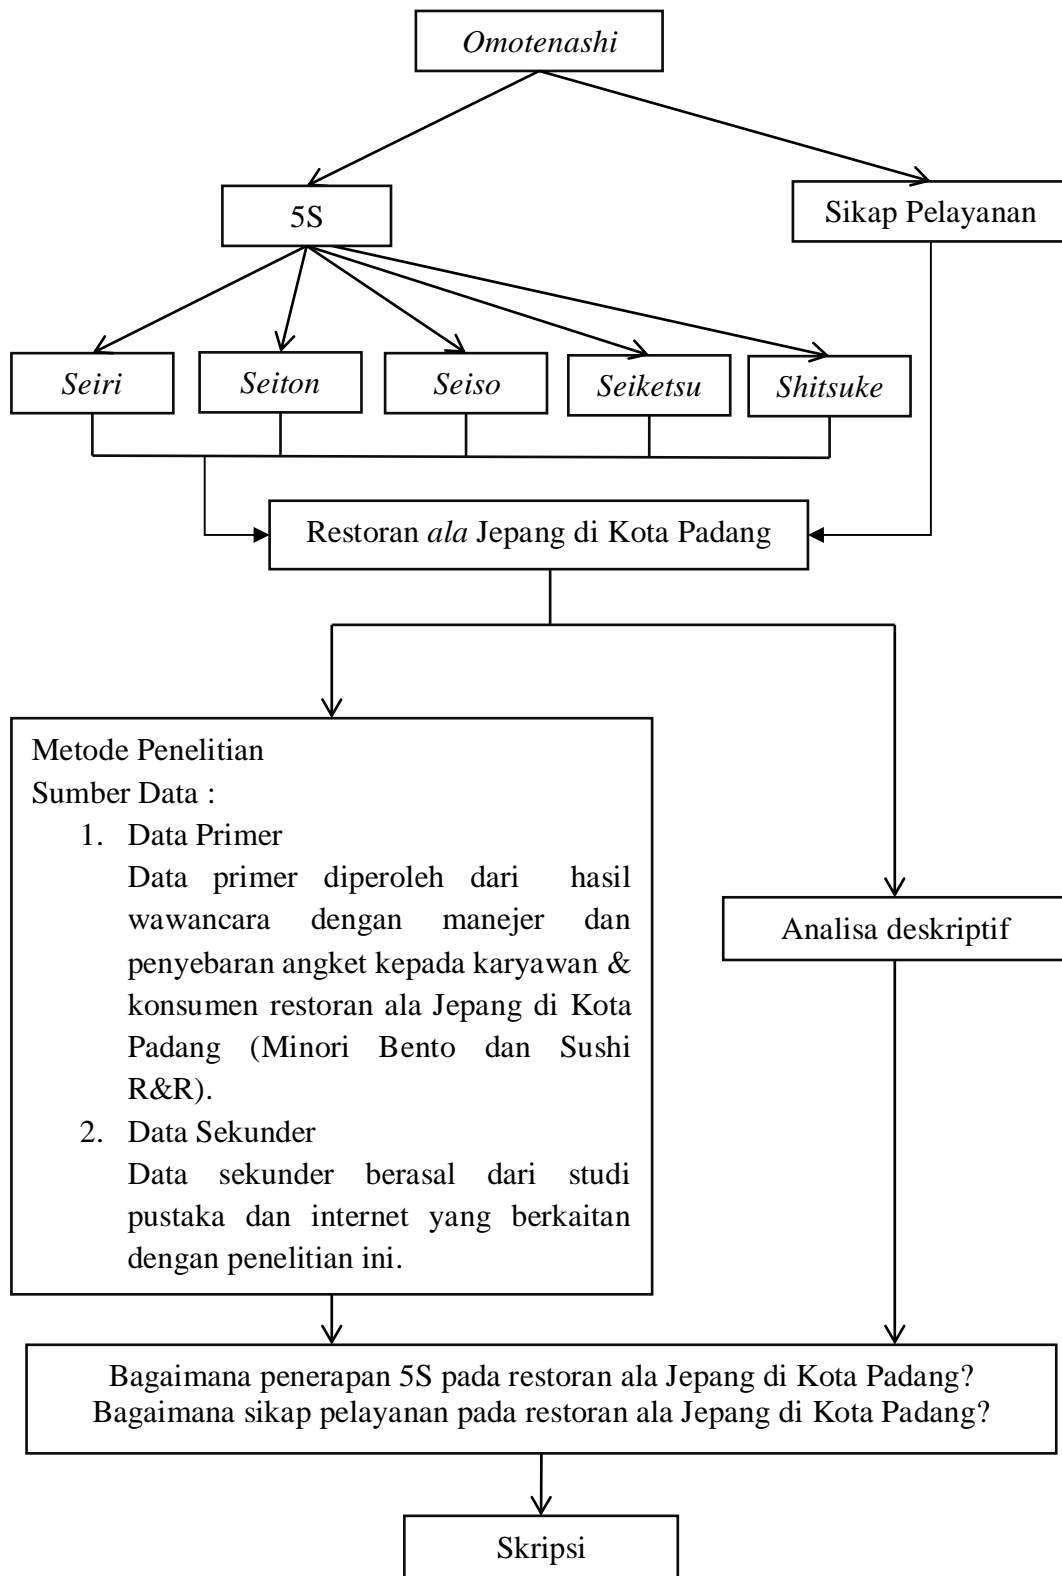 Omotenashi
5S
Sikap Pelayanan
Seiri
Seiton
Seiso
Seiketsu
Shitsuke
Restoran ala Jepang di Kota Padang
Metode Penelitian
Sumber Data :
1. Data Primer
Data primer diperoleh dari hasil
wawancara dengan manejer dan
penyebaran angket kepada karyawan &
konsumen restoran ala Jepang di Kota
Padang (Minori Bento dan Sushi
R&R).
2. Data Sekunder
Data sekunder berasal dari studi
pustaka dan internet yang berkaitan
dengan penelitian ini.
Analisa deskriptif
Bagaimana penerapan 5S pada restoran ala Jepang di Kota Padang?
Bagaimana sikap pelayanan pada restoran ala Jepang di Kota Padang?
Skripsi